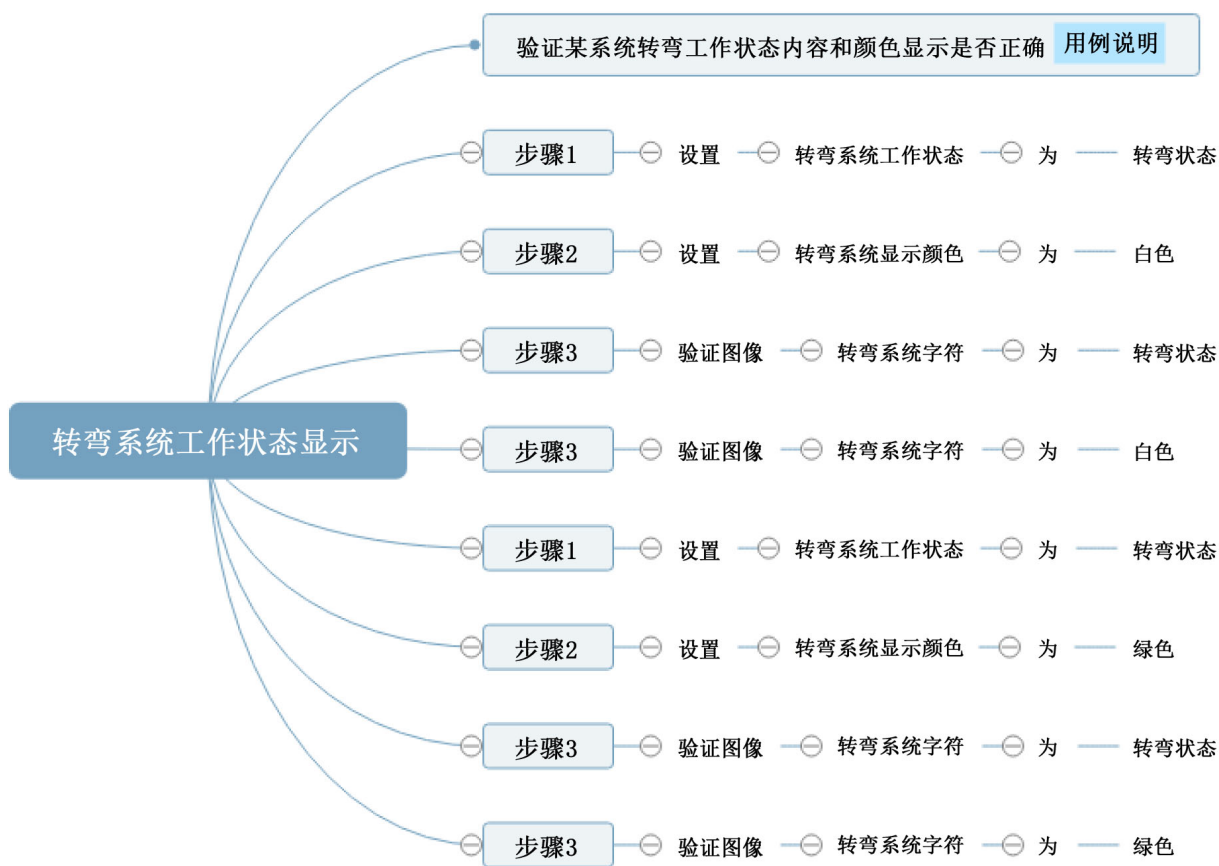 验证某系统转弯工作状态内容和颜色显示是否正确 用例说明
步骤1 设置 转弯系统工作状态 为 转弯状态
步骤2 设置 转弯系统显示颜色 为 白色
步骤3 验证图像 转弯系统字符 为 转弯状态
转弯系统工作状态显示
步骤3 验证图像 转弯系统字符 为 白色
步骤1 设置 转弯系统工作状态 为 转弯状态
步骤2 设置 转弯系统显示颜色 为 绿色
步骤3 验证图像 转弯系统字符 为 转弯状态
步骤3 验证图像 转弯系统字符 为 绿色